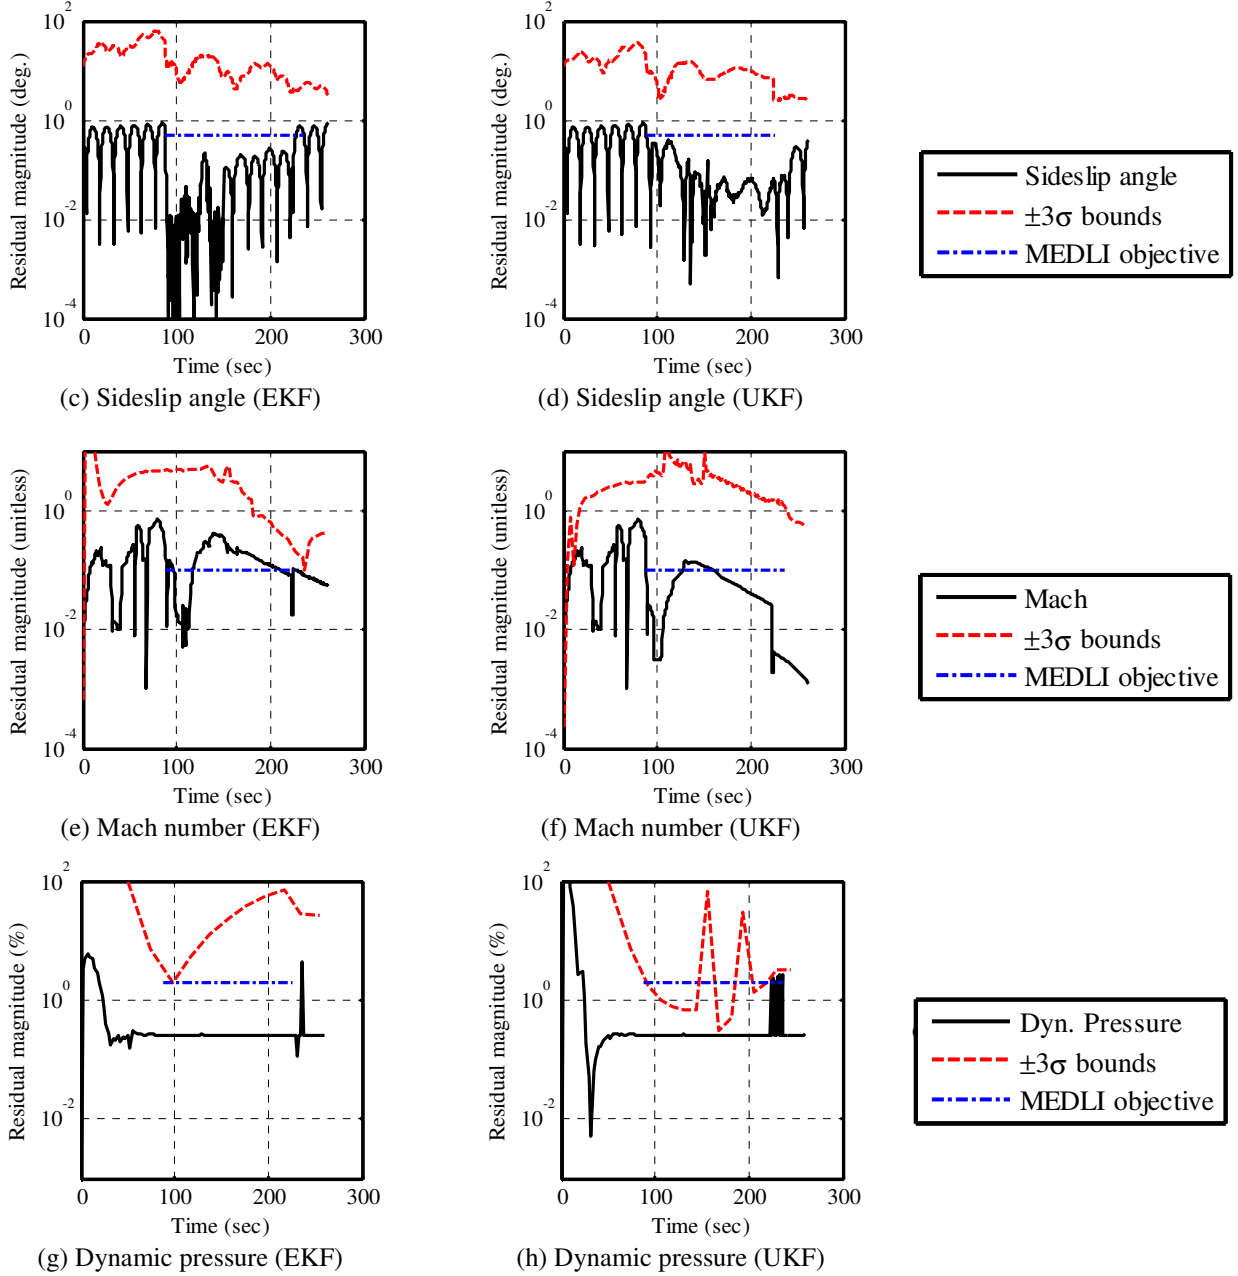 10^2
10^0
10^-2
10^-4
Residual magnitude (deg.)
0 100 200 300
Time (sec)
(c) Sideslip angle (EKF)
10^2
10^0
10^-2
10^-4
Residual magnitude (deg.)
0 100 200 300
Time (sec)
(d) Sideslip angle (UKF)
Sideslip angle
±3σ bounds
MEDLI objective
10^0
10^-2
10^-4
Residual magnitude (unitless)
0 100 200 300
Time (sec)
(e) Mach number (EKF)
10^0
10^-2
10^-4
Residual magnitude (unitless)
0 100 200 300
Time (sec)
(f) Mach number (UKF)
Mach
±3σ bounds
MEDLI objective
10^2
10^0
10^-2
Residual magnitude (%)
0 100 200 300
Time (sec)
(g) Dynamic pressure (EKF)
10^2
10^0
10^-2
Residual magnitude (%)
0 100 200 300
Time (sec)
(h) Dynamic pressure (UKF)
Dyn. Pressure
±3σ bounds
MEDLI objective